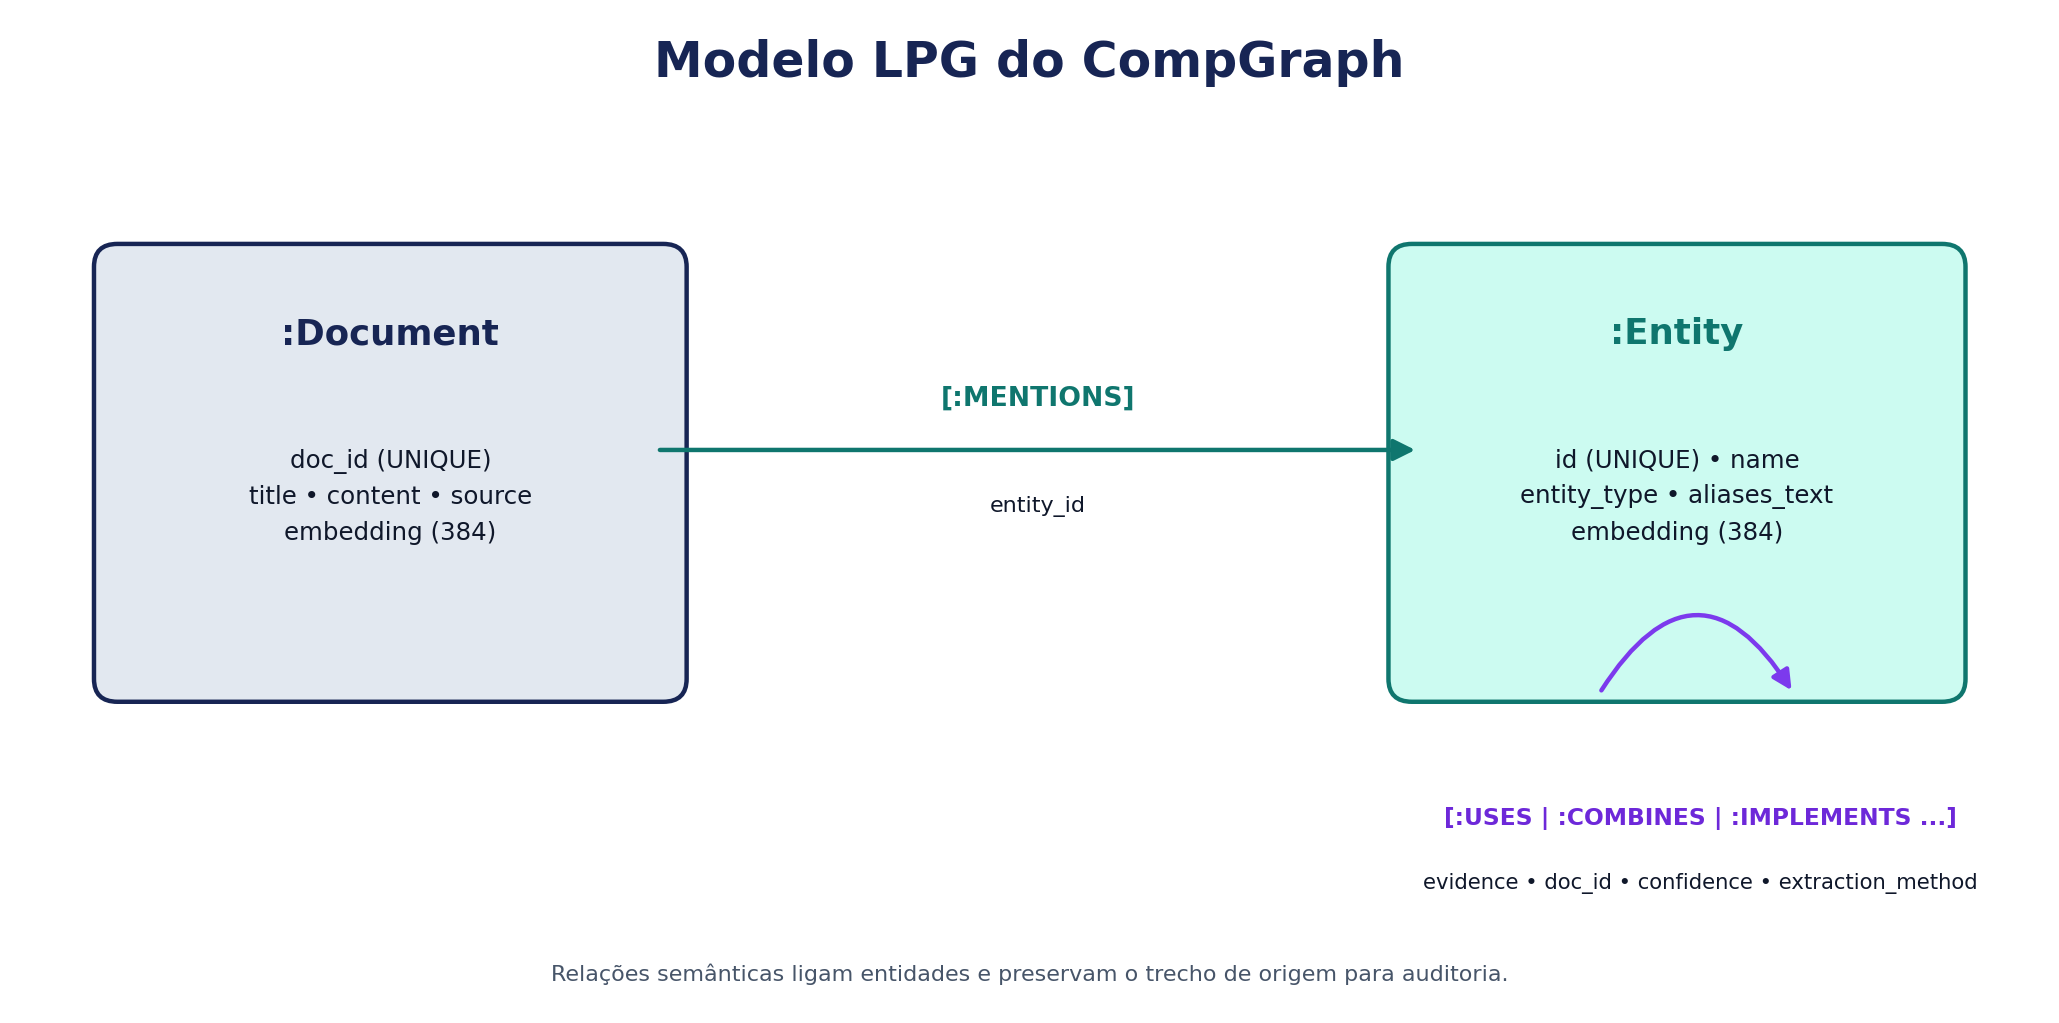 Modelo LPG do CompGraph
:Document
doc_id (UNIQUE)
title • content • source
embedding (384)
[:MENTIONS]
entity_id
:Entity
id (UNIQUE) • name
entity_type • aliases_text
embedding (384)
[:USES | :COMBINES | :IMPLEMENTS ...]
evidence • doc_id • confidence • extraction_method
Relações semânticas ligam entidades e preservam o trecho de origem para auditoria.